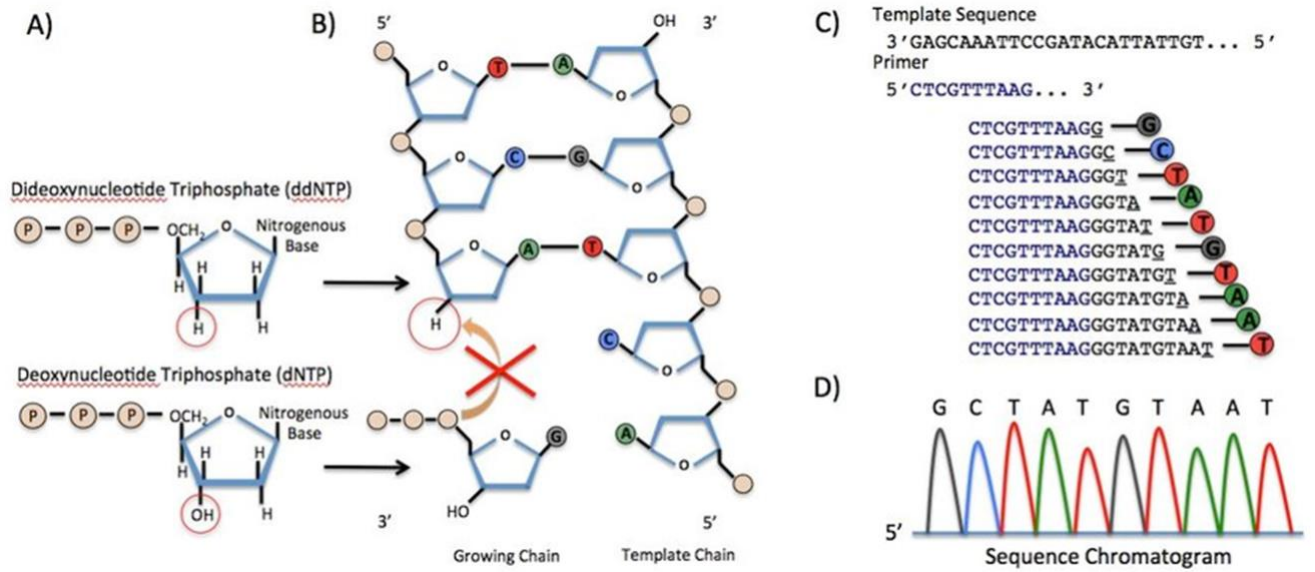 A)
Dideoxynucleotide Triphosphate (ddNTP)
P P P OCH2 O Nitrogenous
Base
H H H
H H
Deoxynucleotide Triphosphate (dNTP)
P P P OCH2 O Nitrogenous
Base
H H H
OH H
B)
5′ OH 3′
O T A O
O C G O
O A T O
H
C O
O G A O
HO
3′ 5′
Growing Chain Template Chain
C)
Template Sequence
3′GAGCAAATTCCGATACATTATTGT... 5′
Primer
5′CTCGTTTAAG... 3′
CTCGTTTAAGG G
CTCGTTTAAGGC C
CTCGTTTAAGGGT T
CTCGTTTAAGGGTA A
CTCGTTTAAGGGTAT T
CTCGTTTAAGGGTATG G
CTCGTTTAAGGGTATGT T
CTCGTTTAAGGGTATGTA A
CTCGTTTAAGGGTATGTAA A
CTCGTTTAAGGGTATGTAAT T
D)
G C T A T G T A A T
5′
Sequence Chromatogram